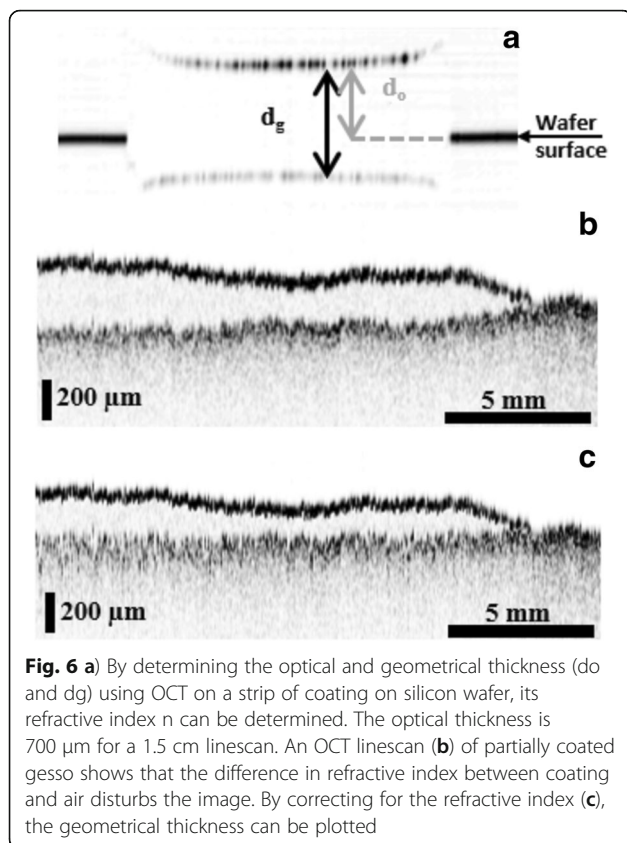 a
dₒ
d_g
Wafer
surface
b
200 µm
5 mm
c
200 µm
5 mm
Fig. 6 a) By determining the optical and geometrical thickness (do
and dg) using OCT on a strip of coating on silicon wafer, its
refractive index n can be determined. The optical thickness is
700 µm for a 1.5 cm linescan. An OCT linescan (b) of partially coated
gesso shows that the difference in refractive index between coating
and air disturbs the image. By correcting for the refractive index (c),
the geometrical thickness can be plotted